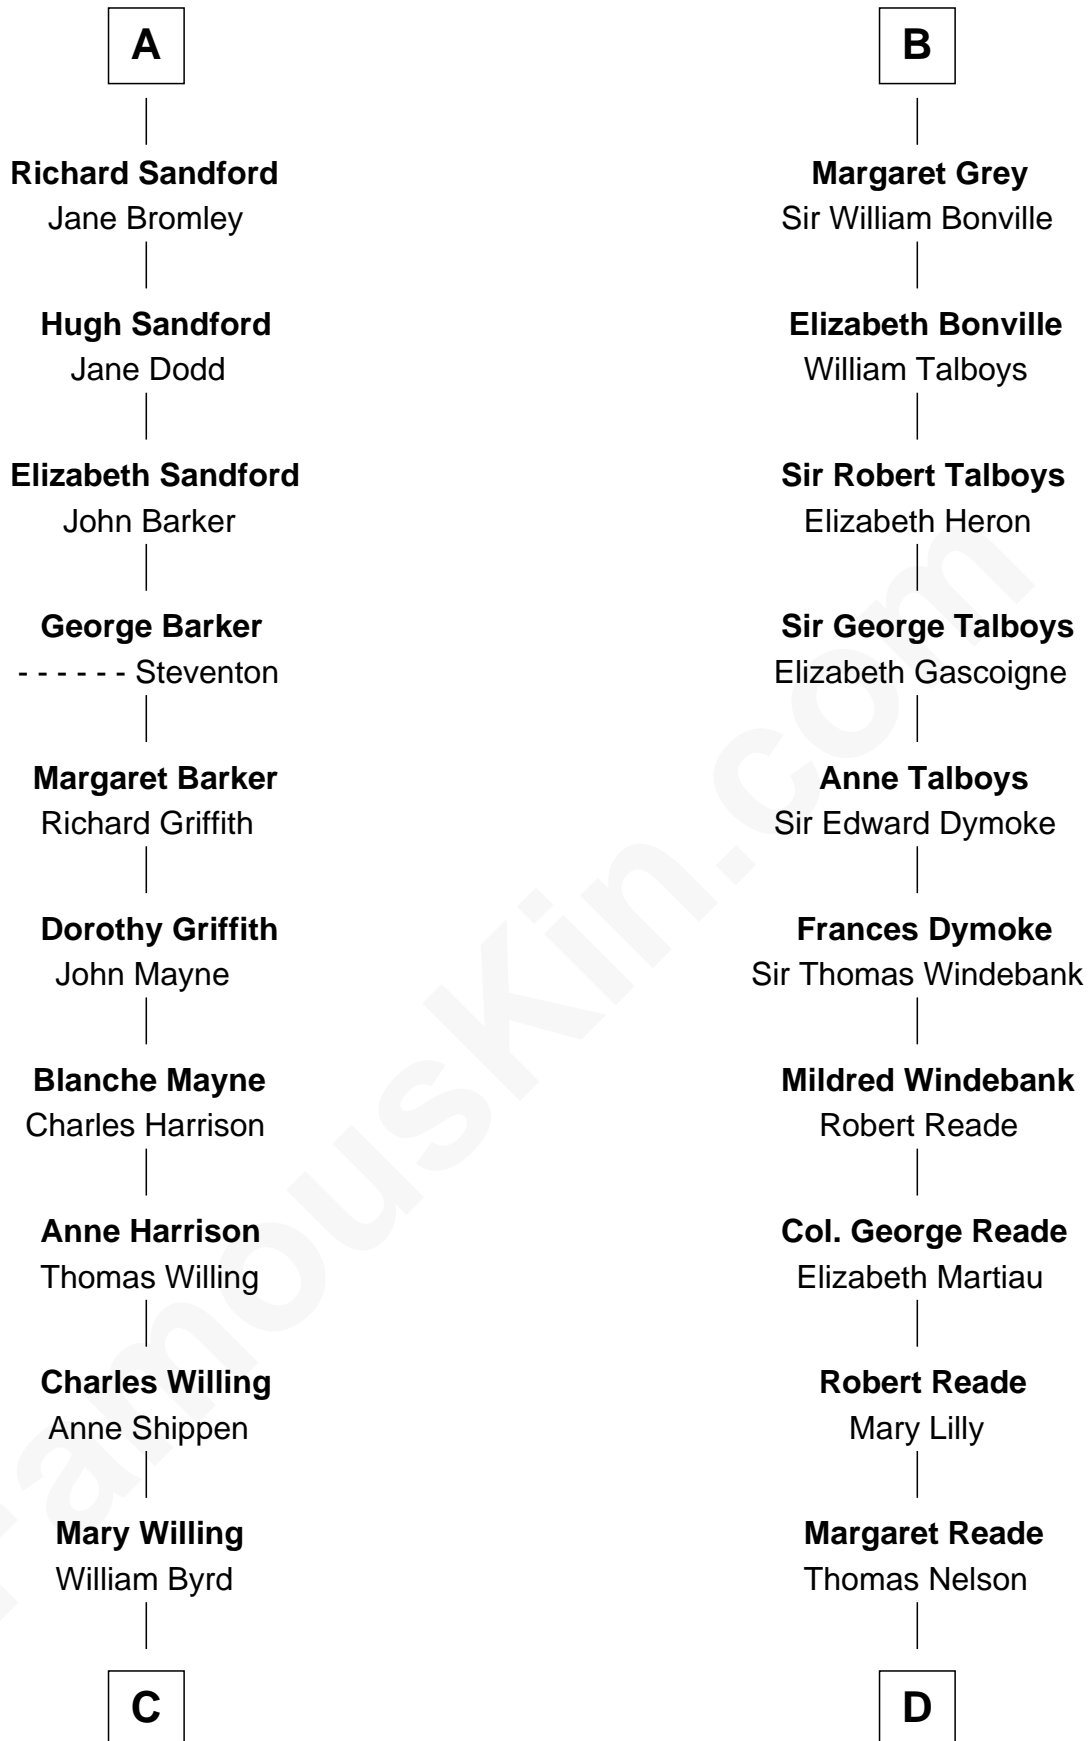 A
Richard Sandford
Jane Bromley
Hugh Sandford
Jane Dodd
Elizabeth Sandford
John Barker
George Barker
- - - - - - Steventon
Margaret Barker
Richard Griffith
Dorothy Griffith
John Mayne
Blanche Mayne
Charles Harrison
Anne Harrison
Thomas Willing
Charles Willing
Anne Shippen
Mary Willing
William Byrd
C
B
Margaret Grey
Sir William Bonville
Elizabeth Bonville
William Talboys
Sir Robert Talboys
Elizabeth Heron
Sir George Talboys
Elizabeth Gascoigne
Anne Talboys
Sir Edward Dymoke
Frances Dymoke
Sir Thomas Windebank
Mildred Windebank
Robert Reade
Col. George Reade
Elizabeth Martiau
Robert Reade
Mary Lilly
Margaret Reade
Thomas Nelson
D
FamousKin.com